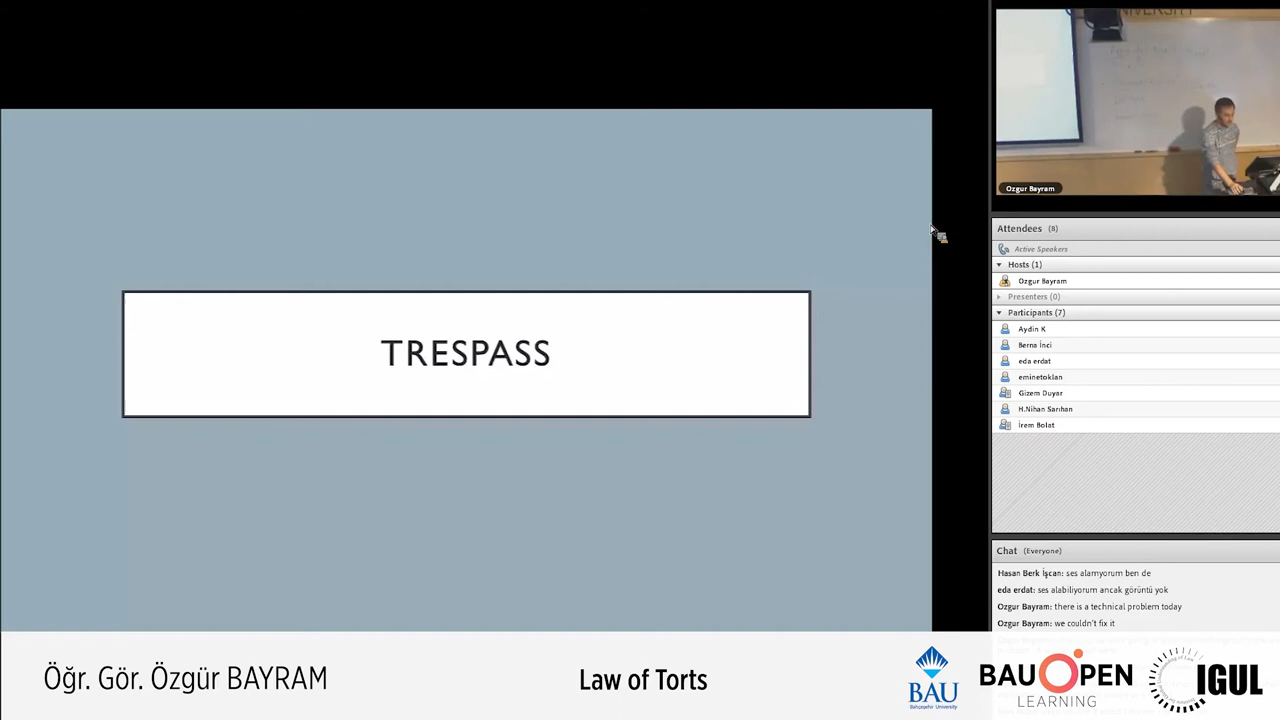 TRESPASS
Ozgur Bayram
Attendees (8)
Active Speakers
Hosts (1)
Ozgur Bayram
Presenters (0)
Participants (7)
Aydin K
Berna İnci
eda erdat
eminetoklan
Gizem Duyar
H.Nihan Sarıhan
İrem Bolat
Chat (Everyone)
Hasan Berk İşcan: ses alamyorum ben de
eda erdat: ses alabiliyorum ancak görüntü yok
Ozgur Bayram: there is a technical problem today
Ozgur Bayram: we couldn't fix it
Öğr. Gör. Özgür BAYRAM
Law of Torts
BAU
Bahçeşehir University
BAU OPEN
LEARNING
IGUL